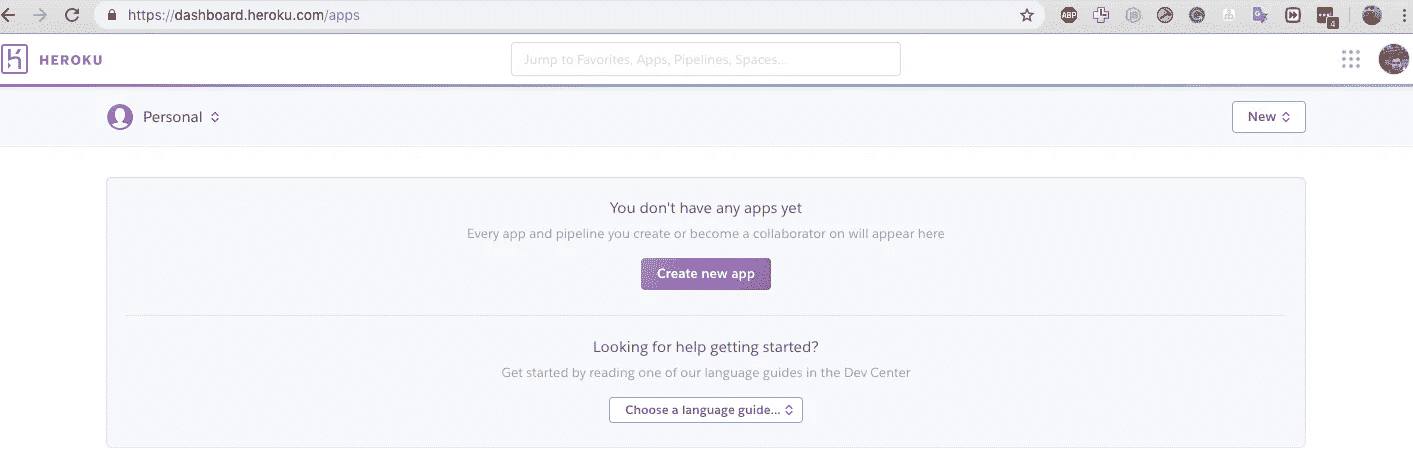 https://dashboard.heroku.com/apps
ABP
4
HEROKU
Jump to Favorites, Apps, Pipelines, Spaces...
Personal
New
You don't have any apps yet
Every app and pipeline you create or become a collaborator on will appear here
Create new app
Looking for help getting started?
Get started by reading one of our language guides in the Dev Center
Choose a language guide...